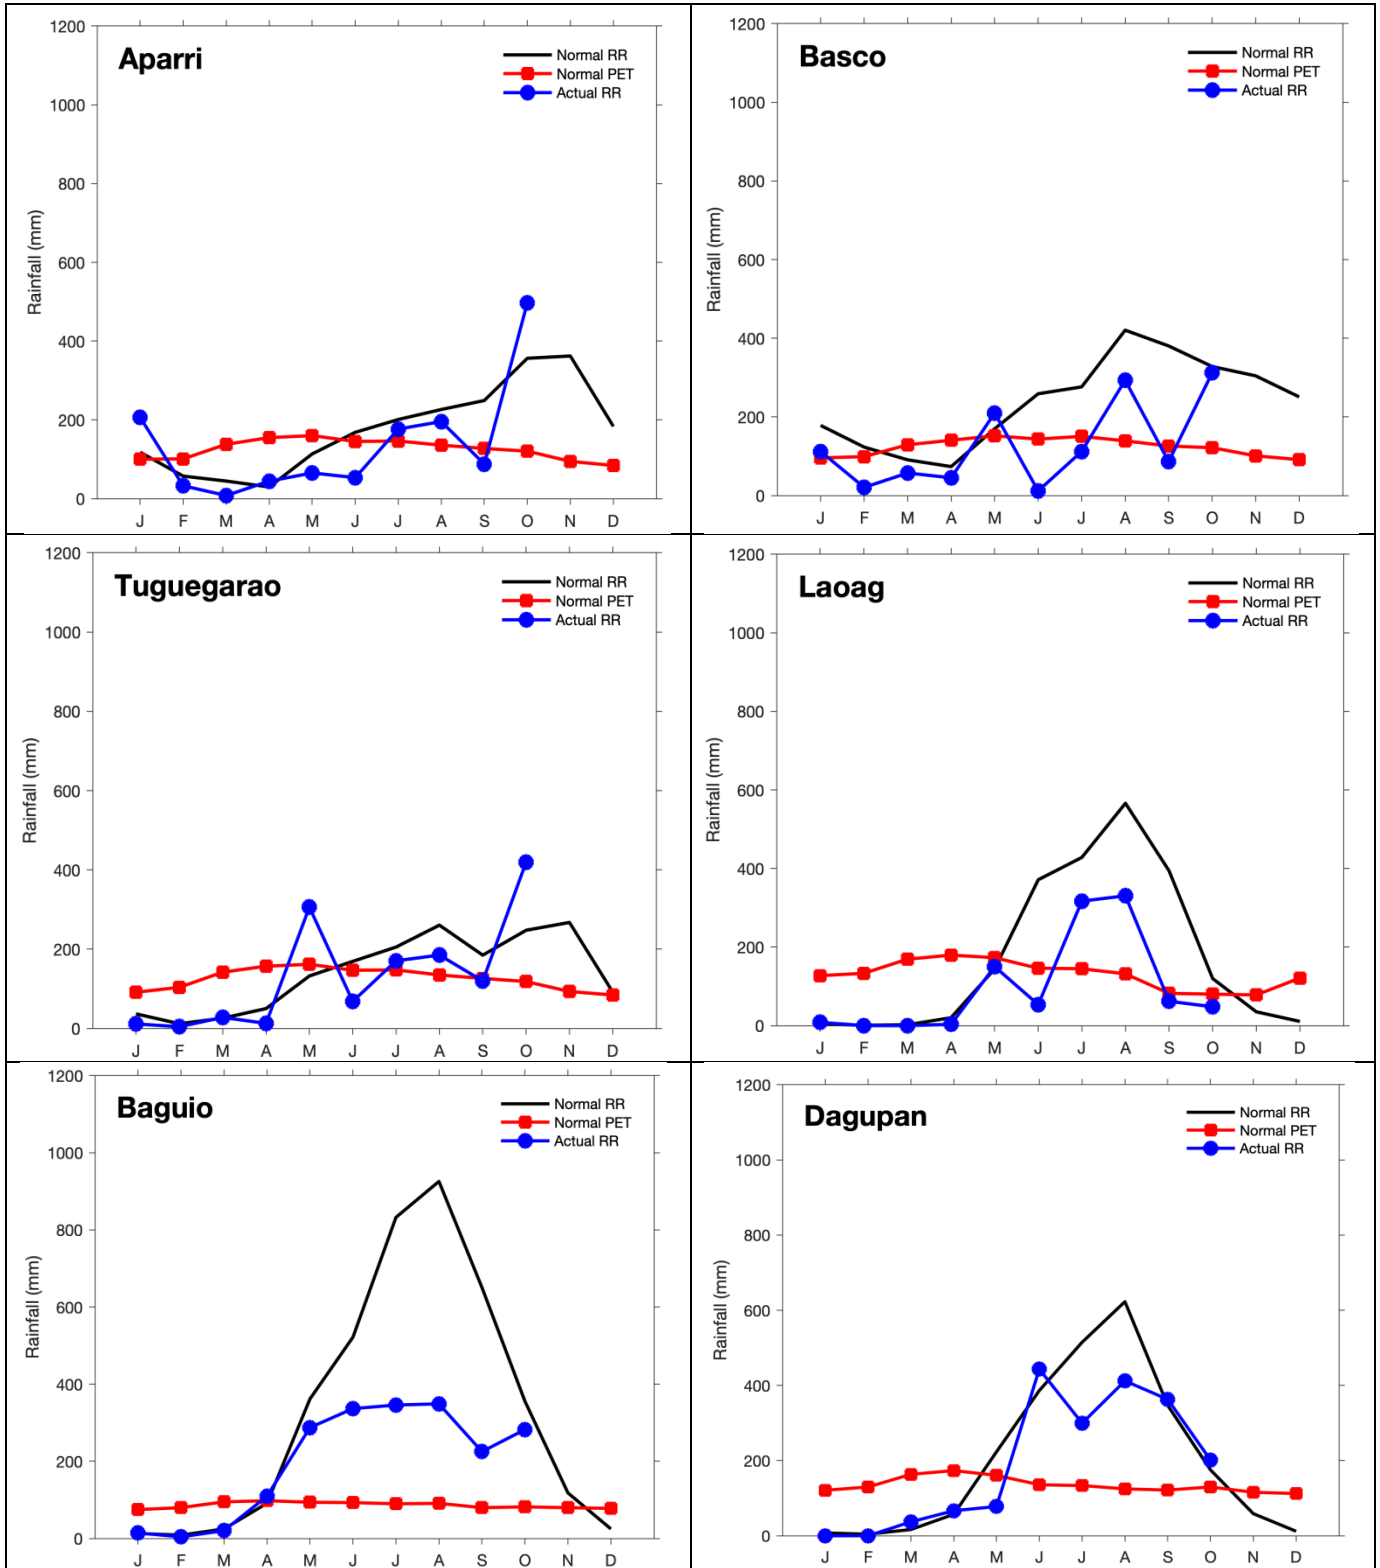 Aparri
Normal RR
Normal PET
Actual RR
Rainfall (mm)
1200
1000
800
600
400
200
0
J F M A M J J A S O N D
Basco
Normal RR
Normal PET
Actual RR
Rainfall (mm)
1200
1000
800
600
400
200
0
J F M A M J J A S O N D
Tuguegarao
Normal RR
Normal PET
Actual RR
Rainfall (mm)
1200
1000
800
600
400
200
0
J F M A M J J A S O N D
Laoag
Normal RR
Normal PET
Actual RR
Rainfall (mm)
1200
1000
800
600
400
200
0
J F M A M J J A S O N D
Baguio
Normal RR
Normal PET
Actual RR
Rainfall (mm)
1200
1000
800
600
400
200
0
J F M A M J J A S O N D
Dagupan
Normal RR
Normal PET
Actual RR
Rainfall (mm)
1200
1000
800
600
400
200
0
J F M A M J J A S O N D